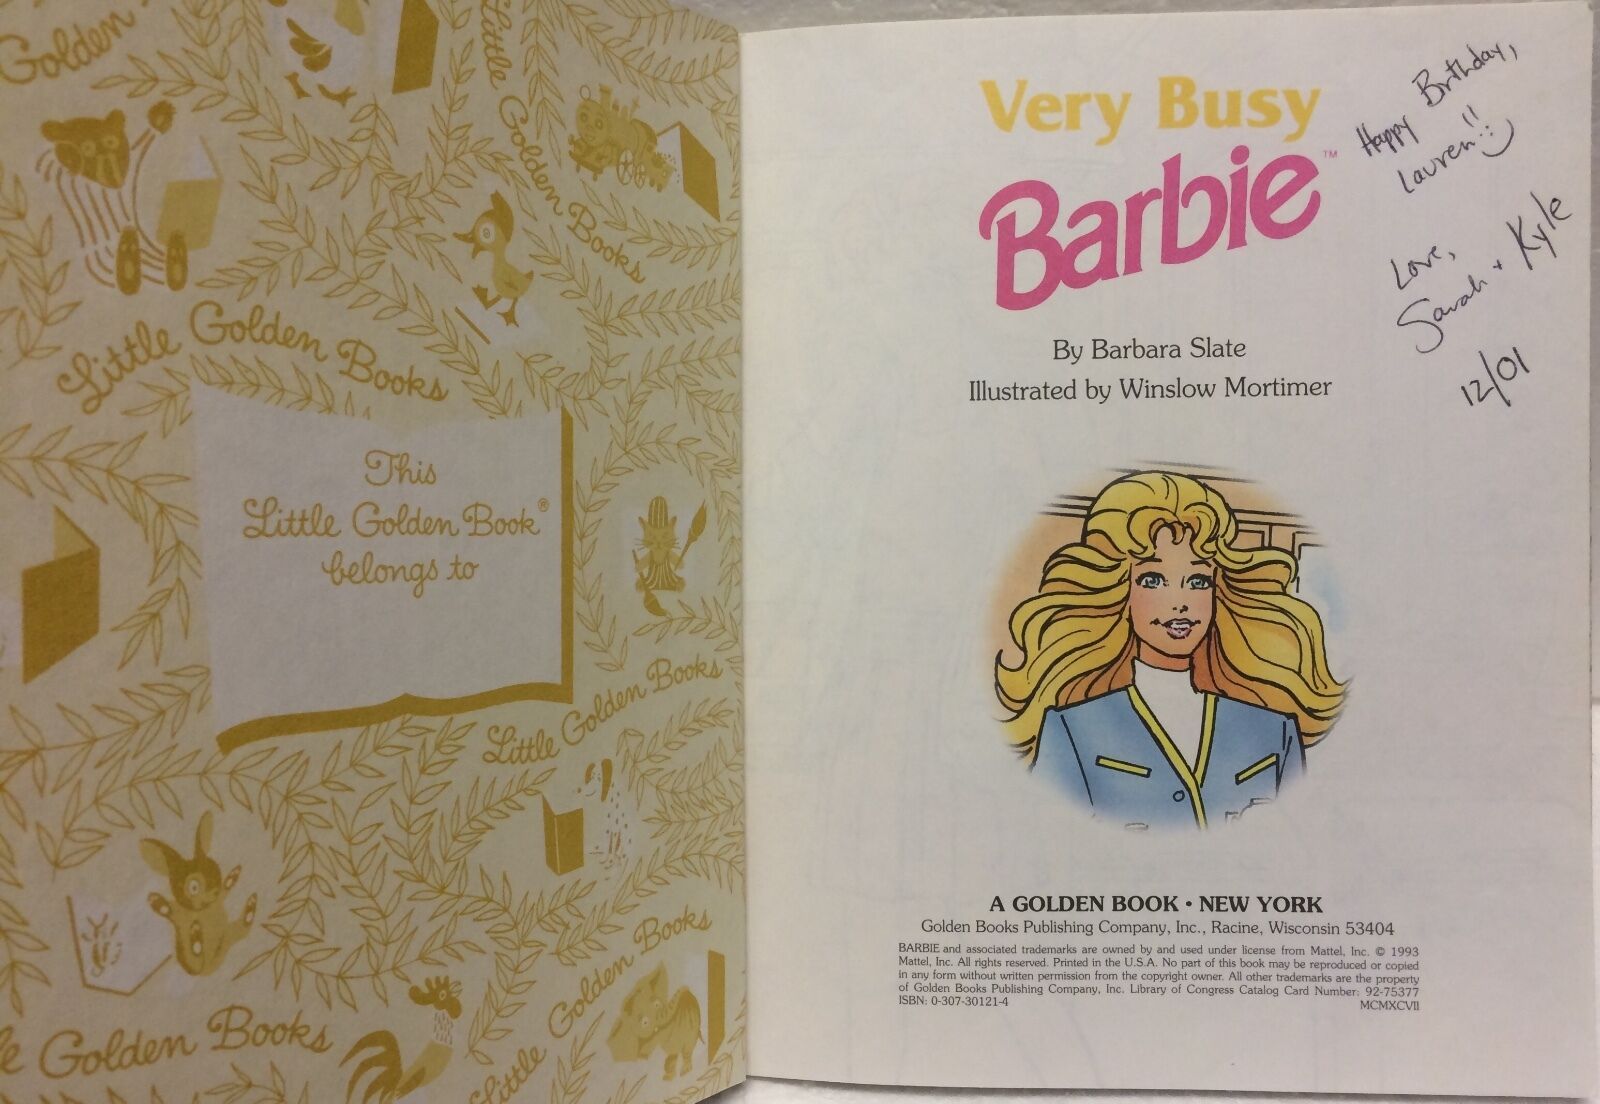 Golden
Little Golden Books
Little Golden Books
This
Little Golden Book®
belongs to
Little Golden Books
Golden Books
Golden Books
Little
Very Busy
Barbie™
By Barbara Slate
Illustrated by Winslow Mortimer
Happy Birthday,
Lauren!!
Love,
Sarah + Kyle
12/01
A GOLDEN BOOK • NEW YORK
Golden Books Publishing Company, Inc., Racine, Wisconsin 53404
BARBIE and associated trademarks are owned by and used under license from Mattel, Inc. © 1993
Mattel, Inc. All rights reserved. Printed in the U.S.A. No part of this book may be reproduced or copied
in any form without written permission from the copyright owner. All other trademarks are the property
of Golden Books Publishing Company, Inc. Library of Congress Catalog Card Number: 92-75377
ISBN: 0-307-30121-4 MCMXCVII